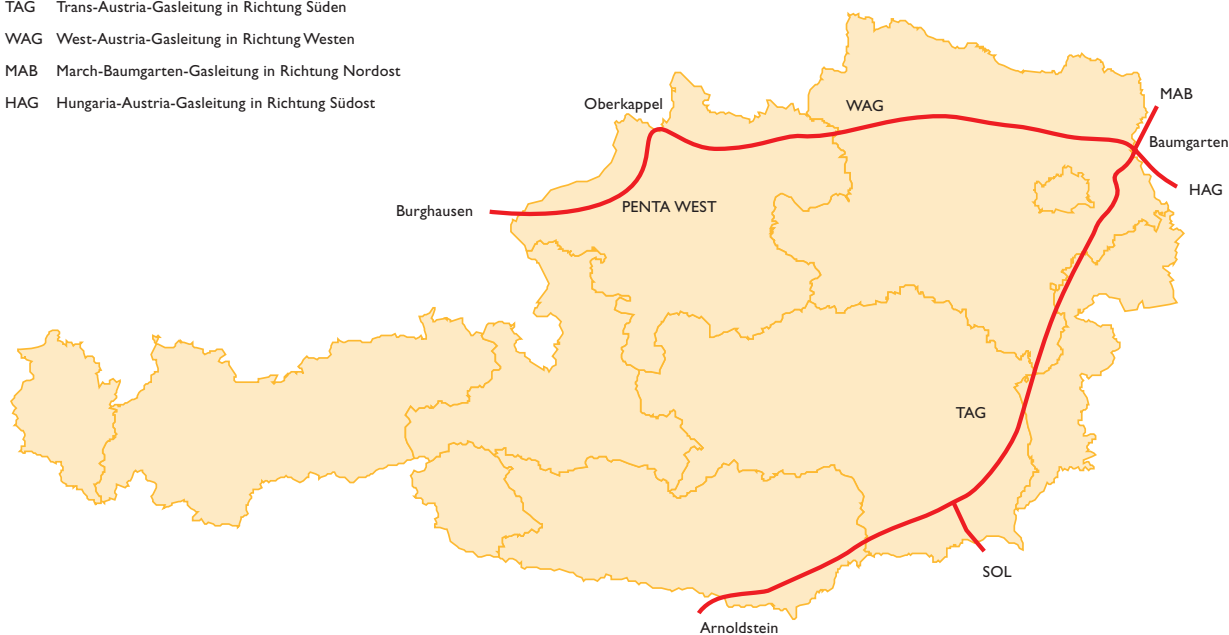 TAG Trans-Austria-Gasleitung in Richtung Süden
WAG West-Austria-Gasleitung in Richtung Westen
MAB March-Baumgarten-Gasleitung in Richtung Nordost
HAG Hungaria-Austria-Gasleitung in Richtung Südost
MAB
Oberkappel
WAG
Baumgarten
HAG
PENTA WEST
Burghausen
TAG
SOL
Arnoldstein